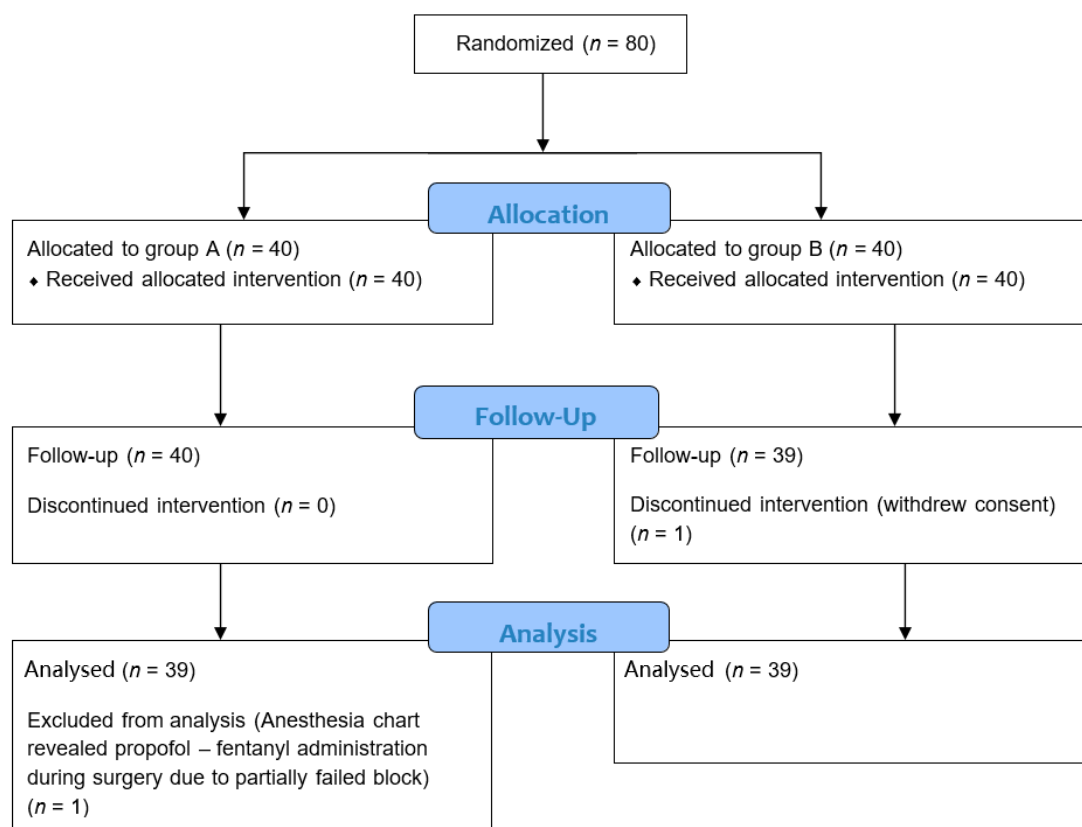 Randomized (n = 80)
Allocation
Allocated to group A (n = 40)
⬧ Received allocated intervention (n = 40)
Allocated to group B (n = 40)
⬧ Received allocated intervention (n = 40)
Follow-Up
Follow-up (n = 40)
Discontinued intervention (n = 0)
Follow-up (n = 39)
Discontinued intervention (withdrew consent)
(n = 1)
Analysis
Analysed (n = 39)
Excluded from analysis (Anesthesia chart
revealed propofol – fentanyl administration
during surgery due to partially failed block)
(n = 1)
Analysed (n = 39)